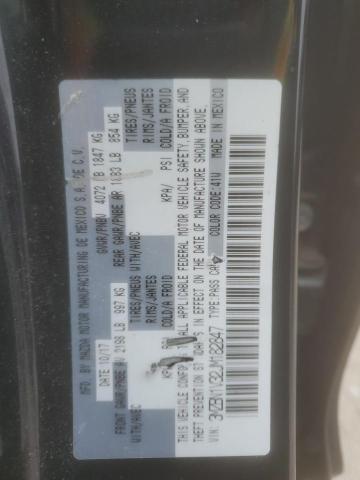 MFD. BY MAZDA MOTOR MANUFACTURING DE MEXICO S.A. DE C.V.
DATE: 10/17 GVWR/PNBV 4072 LB 1847 KG
FRONT GAWR/PNBE AV 2198 LB 997 KG REAR GAWR/PNBE AR 1883 LB 854 KG
WITH/AVEC TIRES/PNEUS WITH/AVEC TIRES/PNEUS
RIMS/JANTES RIMS/JANTES
COLD/A FROID COLD/A FROID
KPA/ KPA/ PSI
THIS VEHICLE CONFORMS TO ALL APPLICABLE FEDERAL MOTOR VEHICLE SAFETY, BUMPER, AND
THEFT PREVENTION STANDARDS IN EFFECT ON THE DATE OF MANUFACTURE SHOWN ABOVE.
VIN: 3MZBN1V32JM182847 TYPE: PASS CAR COLOR CODE:41W MADE IN MEXICO